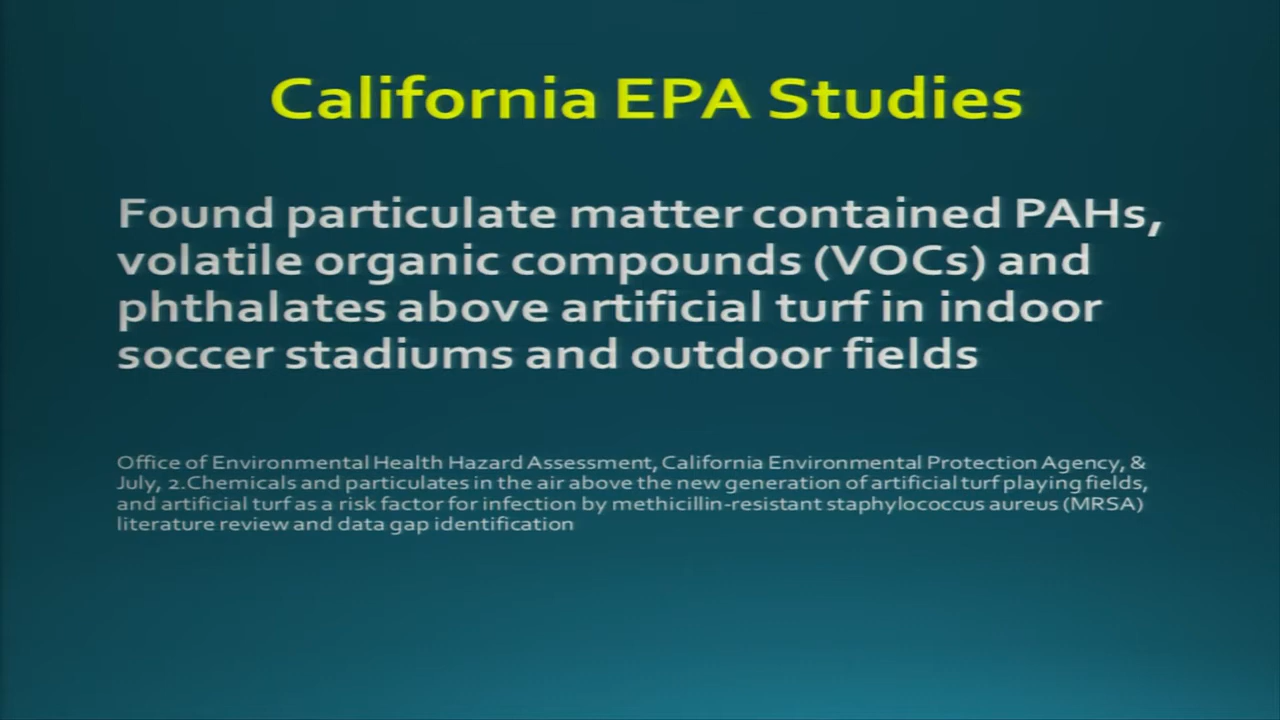 California EPA Studies
Found particulate matter contained PAHs,
volatile organic compounds (VOCs) and
phthalates above artificial turf in indoor
soccer stadiums and outdoor fields
Office of Environmental Health Hazard Assessment, California Environmental Protection Agency, &
July, 2.Chemicals and particulates in the air above the new generation of artificial turf playing fields,
and artificial turf as a risk factor for infection by methicillin-resistant staphylococcus aureus (MRSA)
literature review and data gap identification